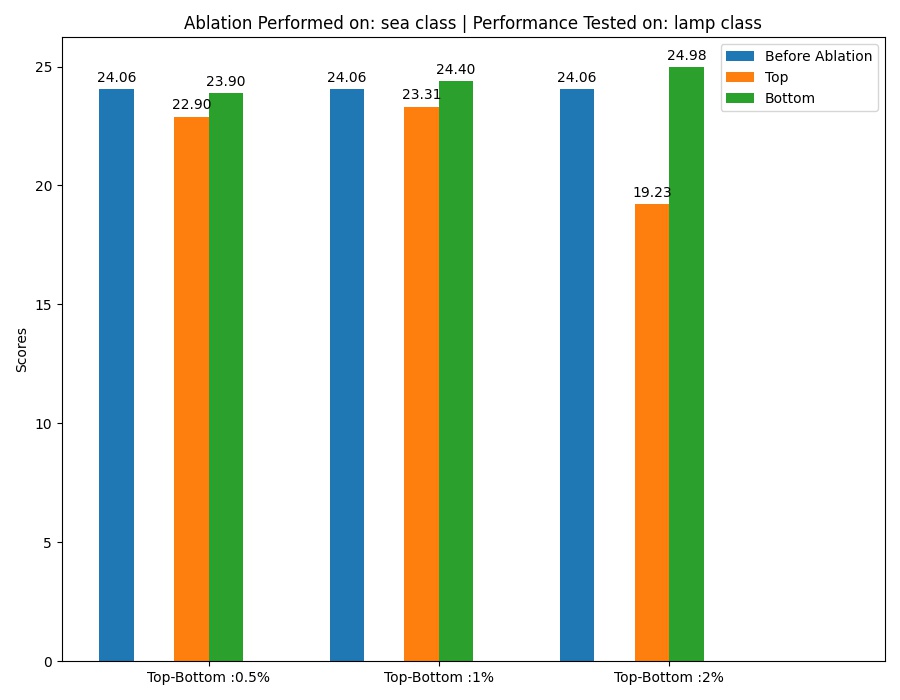 Ablation Performed on: sea class | Performance Tested on: lamp class
Before Ablation
Top
Bottom
24.06
22.90
23.90
24.06
23.31
24.40
24.06
19.23
24.98
Scores
25
20
15
10
5
0
Top-Bottom :0.5%
Top-Bottom :1%
Top-Bottom :2%